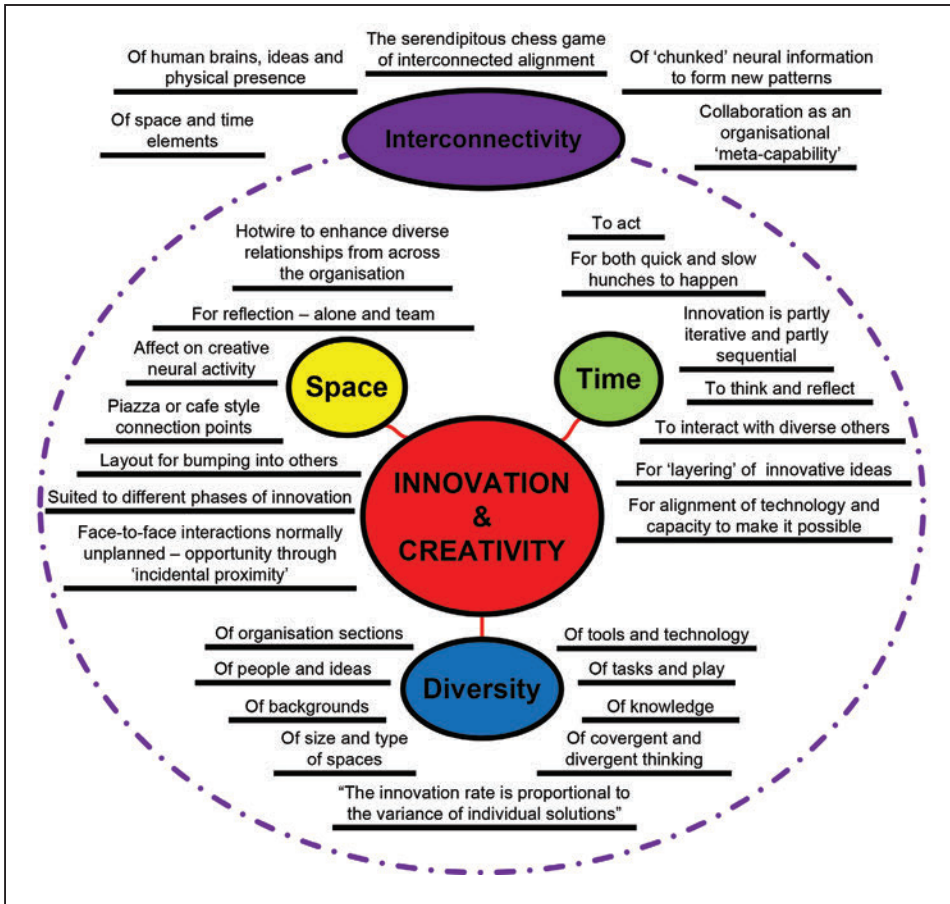 Of human brains, ideas and
physical presence
The serendipitous chess game
of interconnected alignment
Of ‘chunked’ neural information
to form new patterns
Of space and time
elements
Interconnectivity
Collaboration as an
organisational
‘meta-capability’
Hotwire to enhance diverse
relationships from across
the organisation
For reflection – alone and team
Affect on creative
neural activity
Space
Piazza or cafe style
connection points
Layout for bumping into others
Suited to different phases of innovation
Face-to-face interactions normally
unplanned – opportunity through
‘incidental proximity’
To act
For both quick and slow
hunches to happen
Time
Innovation is partly
iterative and partly
sequential
To think and reflect
To interact with diverse others
For ‘layering’ of innovative ideas
For alignment of technology and
capacity to make it possible
INNOVATION
&
CREATIVITY
Of organisation sections
Of people and ideas
Of backgrounds
Of size and type
of spaces
Diversity
Of tools and technology
Of tasks and play
Of knowledge
Of covergent and
divergent thinking
“The innovation rate is proportional to
the variance of individual solutions”